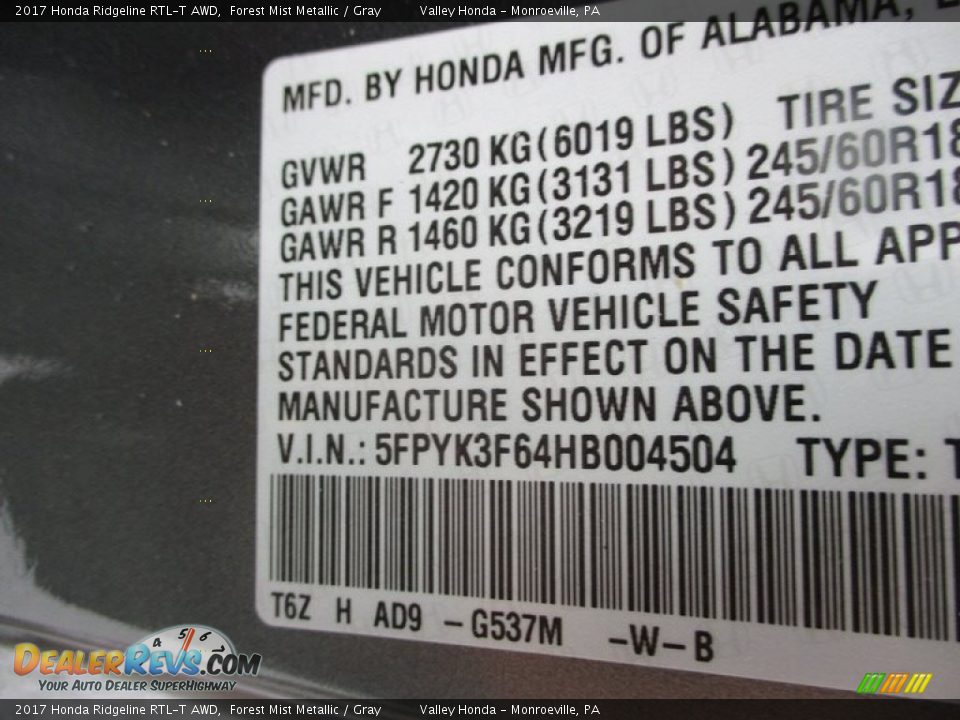 2017 Honda Ridgeline RTL-T AWD, Forest Mist Metallic / Gray Valley Honda - Monroeville, PA
MFD. BY HONDA MFG. OF ALABAMA,
TIRE
GVWR 2730 KG (6019 LBS)
GAWR F 1420 KG (3131 LBS) 245/60R18
GAWR R 1460 KG (3219 LBS) 245/60R18
THIS VEHICLE CONFORMS TO ALL
FEDERAL MOTOR VEHICLE SAFETY
STANDARDS IN EFFECT ON THE DATE
MANUFACTURE SHOWN ABOVE.
V.I.N.: 5FPYK3F64HB004504 TYPE:
T6Z H AD9 - G537M - W - B
4 5 6
DEALERREVS.COM
YOUR AUTO DEALER SUPERHIGHWAY
2017 Honda Ridgeline RTL-T AWD, Forest Mist Metallic / Gray Valley Honda - Monroeville, PA